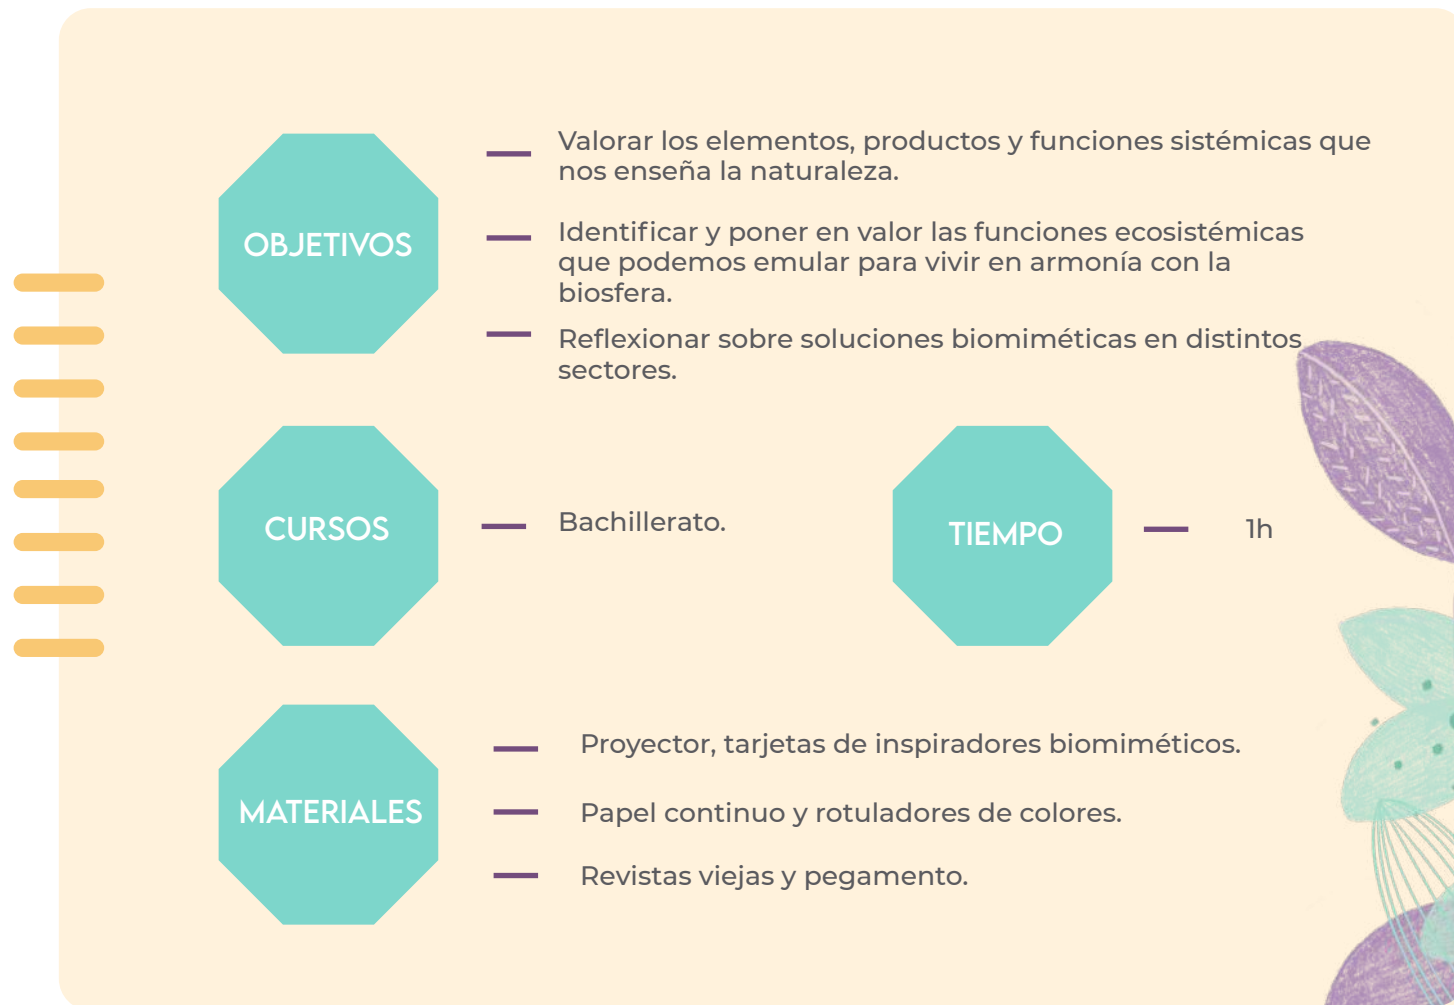 OBJETIVOS
Valorar los elementos, productos y funciones sistémicas que
nos enseña la naturaleza.
Identificar y poner en valor las funciones ecosistémicas
que podemos emular para vivir en armonía con la
biosfera.
Reflexionar sobre soluciones biomiméticas en distintos
sectores.
CURSOS
Bachillerato.
TIEMPO
1h
MATERIALES
Proyector, tarjetas de inspiradores biomiméticos.
Papel continuo y rotuladores de colores.
Revistas viejas y pegamento.